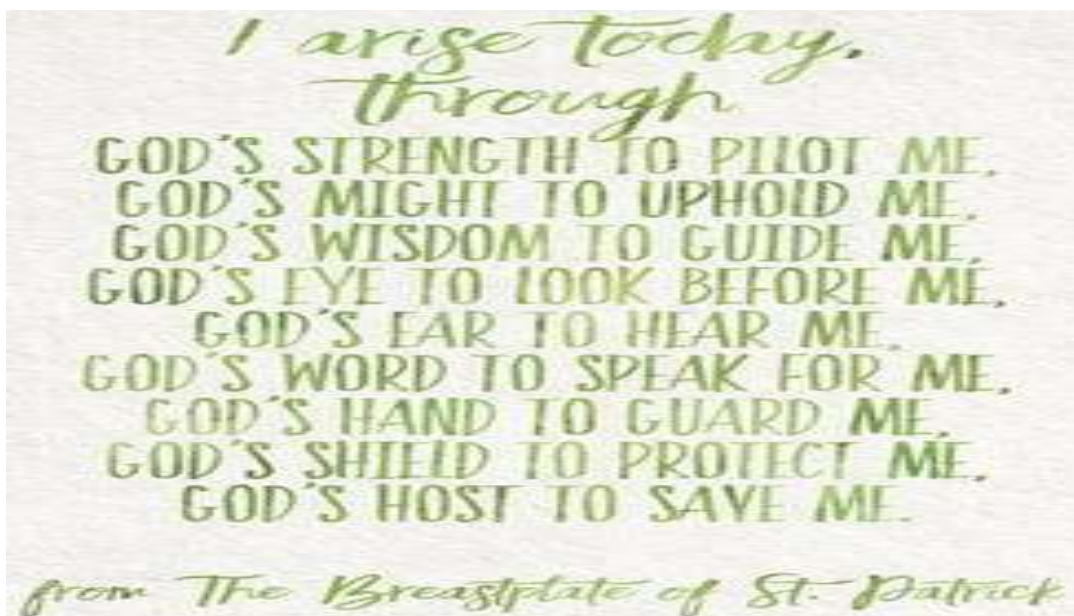 I arise today,
through
GOD'S STRENGTH TO PILOT ME,
GOD'S MIGHT TO UPHOLD ME,
GOD'S WISDOM TO GUIDE ME,
GOD'S EYE TO LOOK BEFORE ME,
GOD'S EAR TO HEAR ME,
GOD'S WORD TO SPEAK FOR ME,
GOD'S HAND TO GUARD ME,
GOD'S SHIELD TO PROTECT ME,
GOD'S HOST TO SAVE ME.
from The Breastplate of St. Patrick